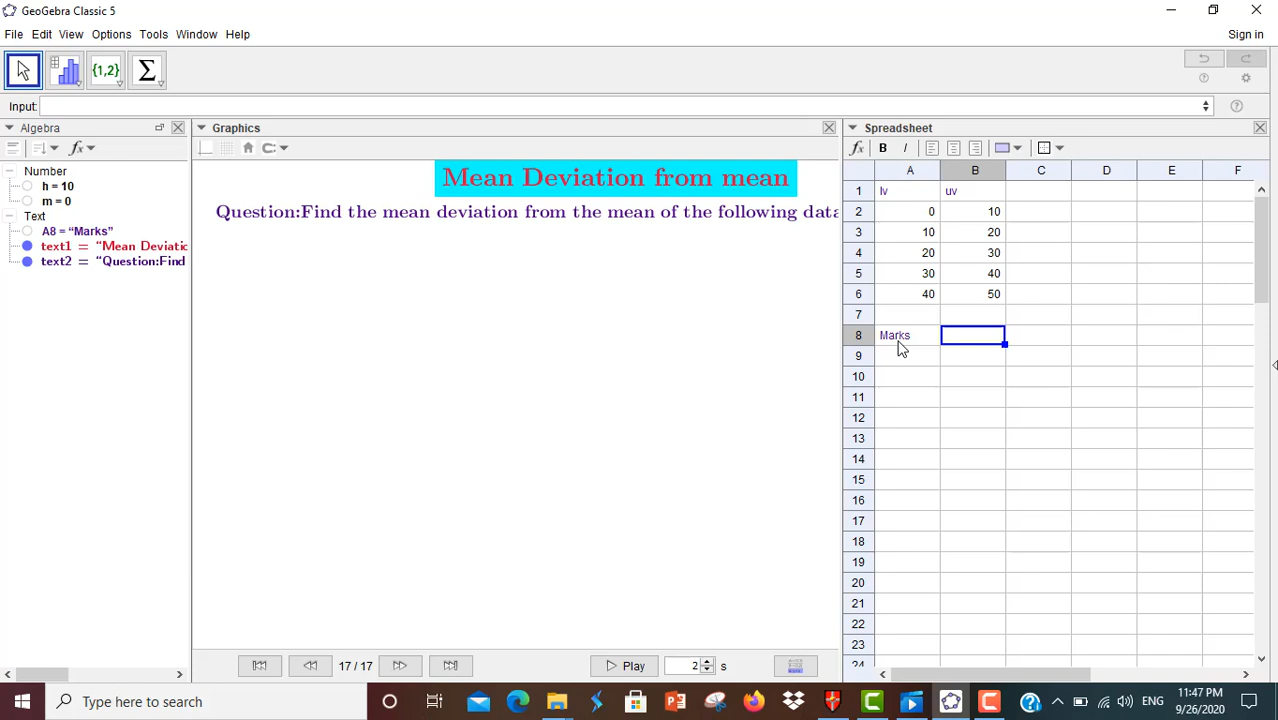 GeoGebra Classic 5
File Edit View Options Tools Window Help Sign in
{1,2} Σ
Input:
Algebra
Graphics
Spreadsheet
fx
fx B I
Number
h = 10
m = 0
Text
A8 = “Marks”
text1 = “Mean Deviatic
text2 = “Question:Find
Mean Deviation from mean
Question:Find the mean deviation from the mean of the following data
A B C D E F
1 lv uv
2 0 10
3 10 20
4 20 30
5 30 40
6 40 50
7
8 Marks
9
10
11
12
13
14
15
16
17
18
19
20
21
22
23
24
17 / 17 Play 2 s
Type here to search
ENG
11:47 PM
9/26/2020